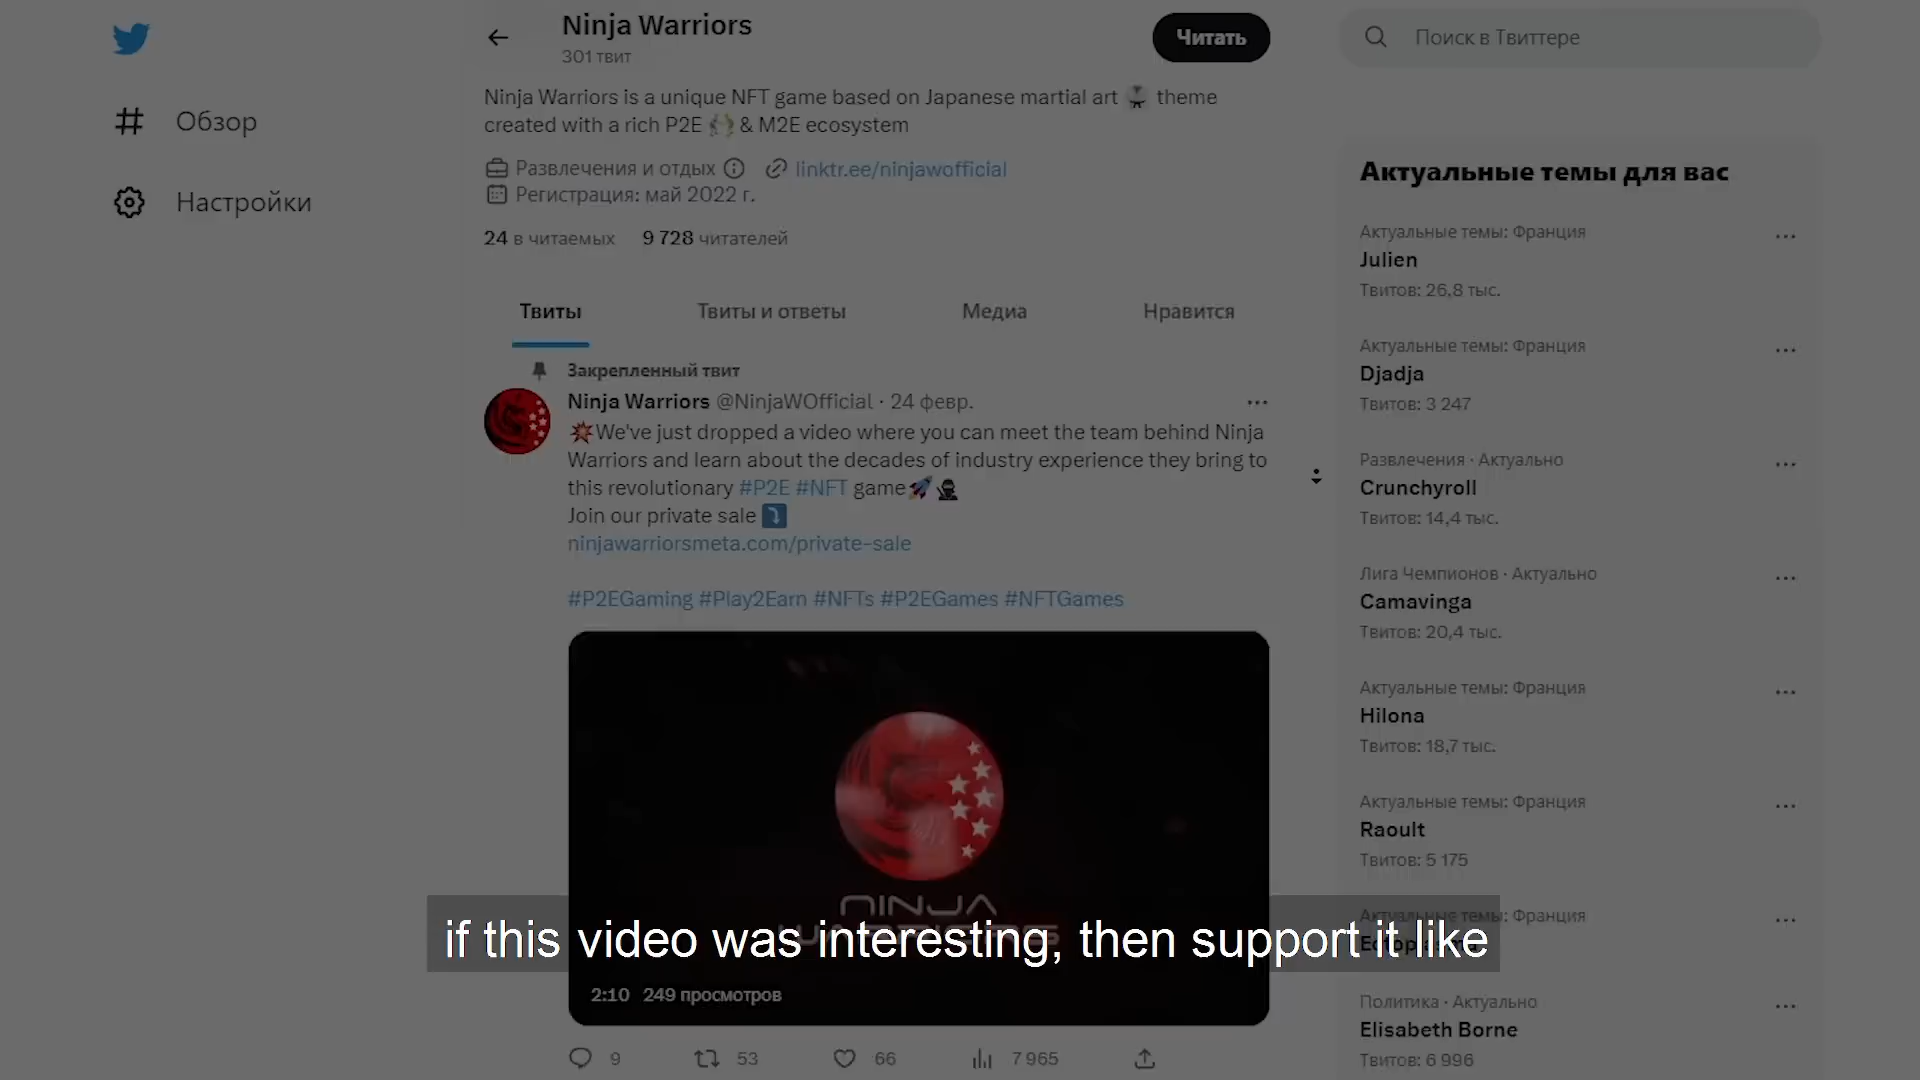 Ninja Warriors
301 твит
Читать
Поиск в Твиттере
Обзор
Настройки
Ninja Warriors is a unique NFT game based on Japanese martial art 🥋 theme
created with a rich P2E & M2E ecosystem
Развлечения и отдых linktr.ee/ninjawofficial
Регистрация: май 2022 г.
24 в читаемых 9 728 читателей
Твиты Твиты и ответы Медиа Нравится
Закрепленный твит
Ninja Warriors @NinjaWOfficial · 24 февр.
💥We've just dropped a video where you can meet the team behind Ninja
Warriors and learn about the decades of industry experience they bring to
this revolutionary #P2E #NFT game🚀🥷
Join our private sale ⤵️
ninjawarriorsmeta.com/private-sale
#P2EGaming #Play2Earn #NFTs #P2EGames #NFTGames
NINJA
WARRIORS
if this video was interesting, then support it like
2:10 249 просмотров
9 53 66 7 965
Актуальные темы для вас
Актуальные темы: Франция
Julien
Твитов: 26,8 тыс.
Актуальные темы: Франция
Djadja
Твитов: 3 247
Развлечения · Актуально
Crunchyroll
Твитов: 14,4 тыс.
Лига Чемпионов · Актуально
Camavinga
Твитов: 20,4 тыс.
Актуальные темы: Франция
Hilona
Твитов: 18,7 тыс.
Актуальные темы: Франция
Raoult
Твитов: 5 175
Актуальные темы: Франция
Политика · Актуально
Elisabeth Borne
Твитов: 6 996